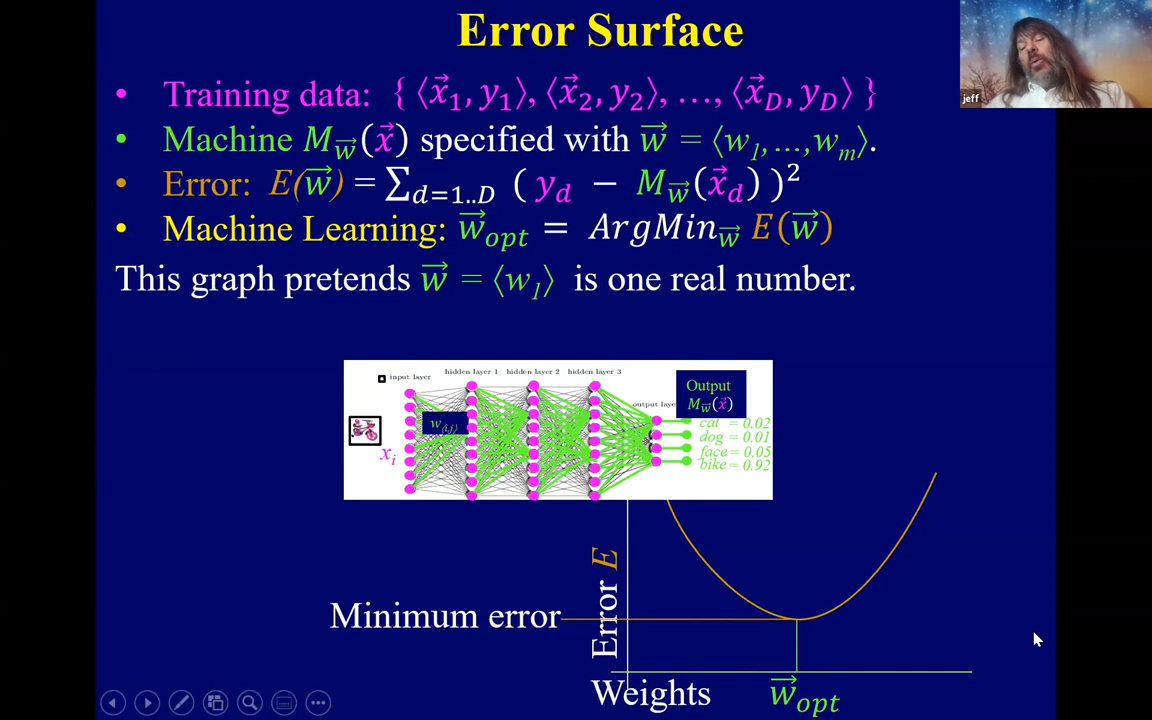 Error Surface
jeff
• Training data: { ⟨x⃗₁, y₁⟩, ⟨x⃗₂, y₂⟩, …, ⟨x⃗_D, y_D⟩ }
• Machine M_w⃗(x⃗) specified with w⃗ = ⟨w₁,…,w_m⟩.
• Error: E(w⃗) = ∑_{d=1..D} ( y_d − M_w⃗(x⃗_d) )²
• Machine Learning: w⃗_opt = ArgMin_w⃗ E(w⃗)
This graph pretends w⃗ = ⟨w₁⟩ is one real number.
input layer
hidden layer 1 hidden layer 2 hidden layer 3
output laye
Output
M_w⃗(x⃗)
w_(i,j)
x_i
cat = 0.02
dog = 0.01
face = 0.05
bike = 0.92
Error E
Minimum error
Weights
w⃗_opt